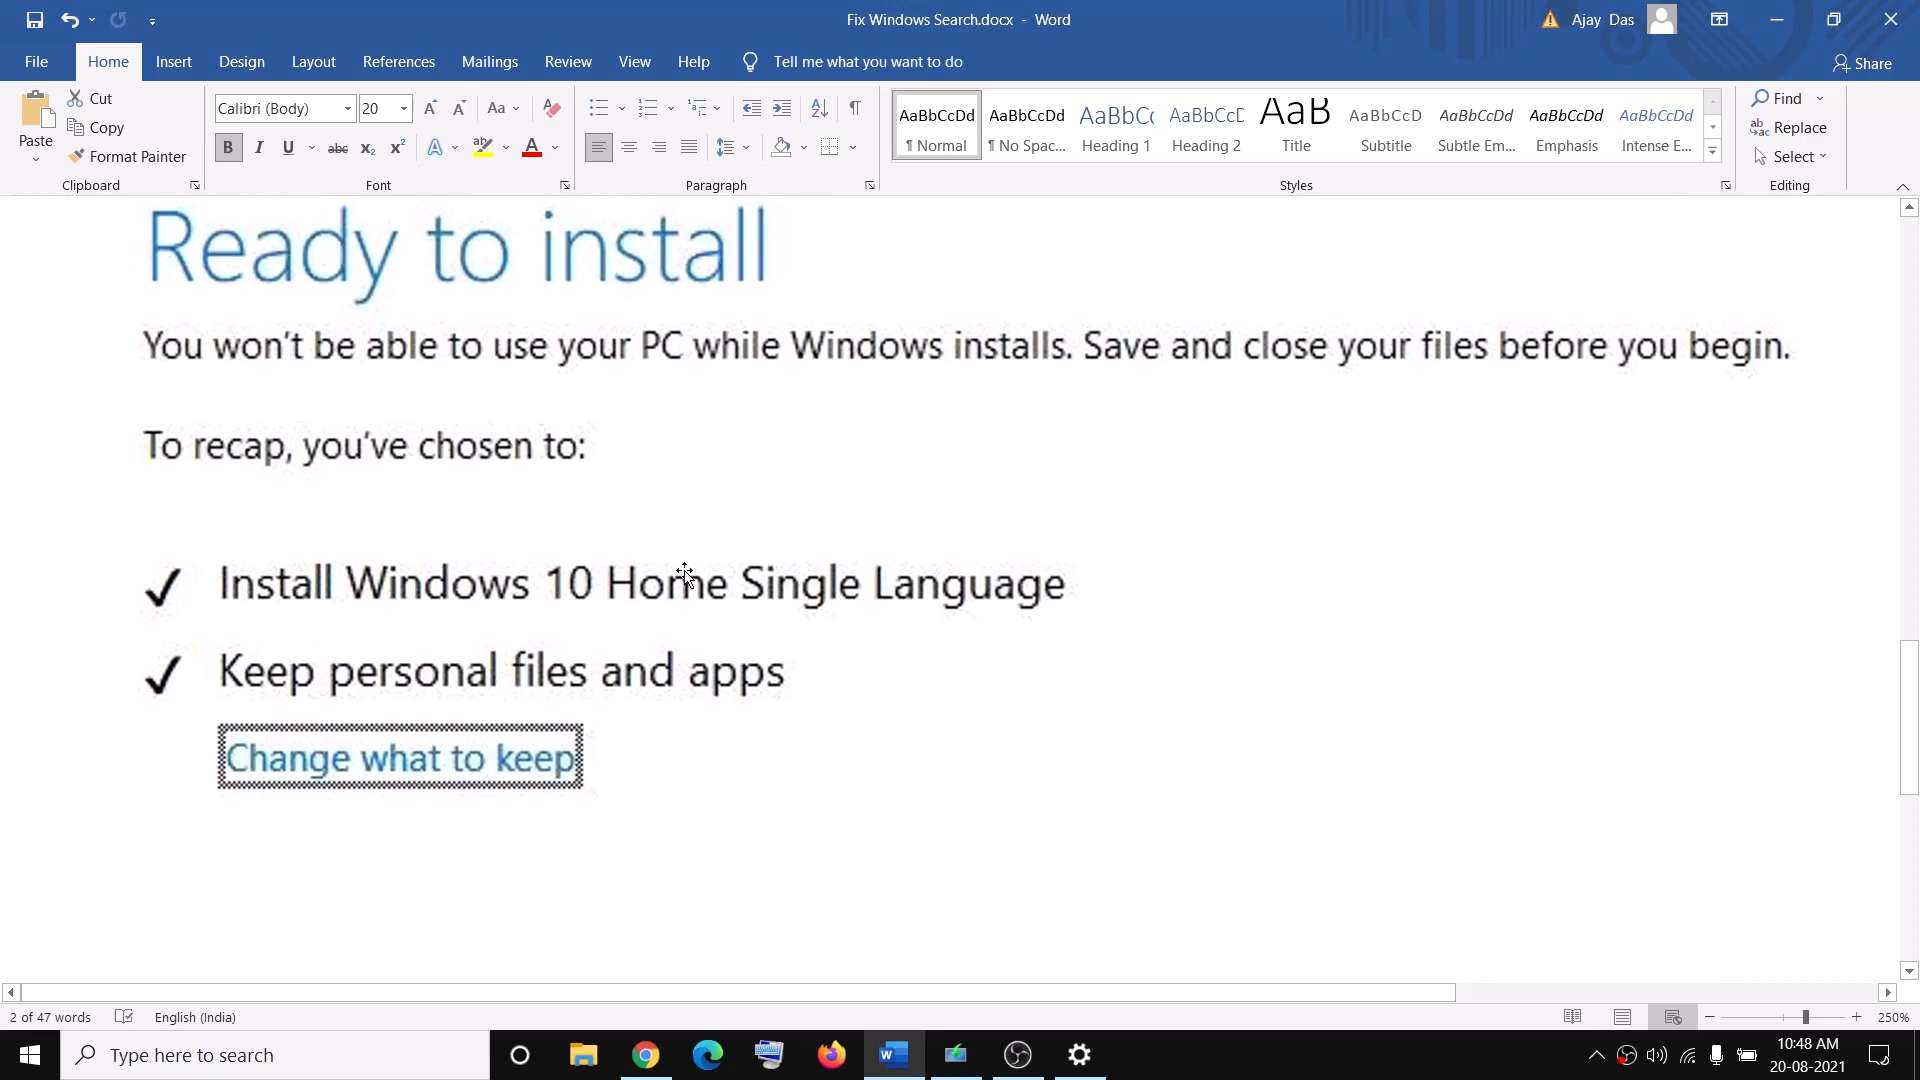 Fix Windows Search.docx - Word
Ajay Das
File Home Insert Design Layout References Mailings Review View Help Tell me what you want to do Share
Paste
Cut
Copy
Format Painter
Clipboard
Calibri (Body) 20 Aa
B I U abc x₂ x² A A
Font
Paragraph
AaBbCcDd AaBbCcDd AaBbCc AaBbCcD AaB AaBbCcD AaBbCcDd AaBbCcDd AaBbCcDd
¶ Normal ¶ No Spac... Heading 1 Heading 2 Title Subtitle Subtle Em... Emphasis Intense E...
Styles
Find
Replace
Select
Editing
Ready to install
You won't be able to use your PC while Windows installs. Save and close your files before you begin.
To recap, you've chosen to:
Install Windows 10 Home Single Language
Keep personal files and apps
Change what to keep
2 of 47 words English (India) 250%
Type here to search
10:48 AM
20-08-2021